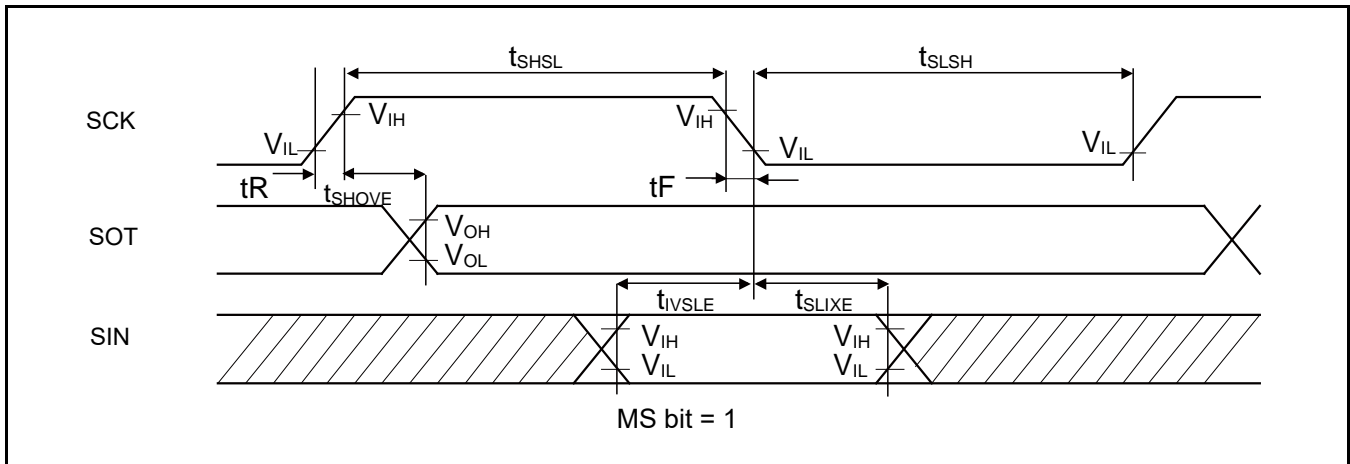 tSHSL
tSLSH
SCK
VIH
VIH
VIL
VIL
VIL
tR
tSHOVE
tF
SOT
VOH
VOL
tIVSLE
tSLIXE
SIN
VIH
VIH
VIL
VIL
MS bit = 1